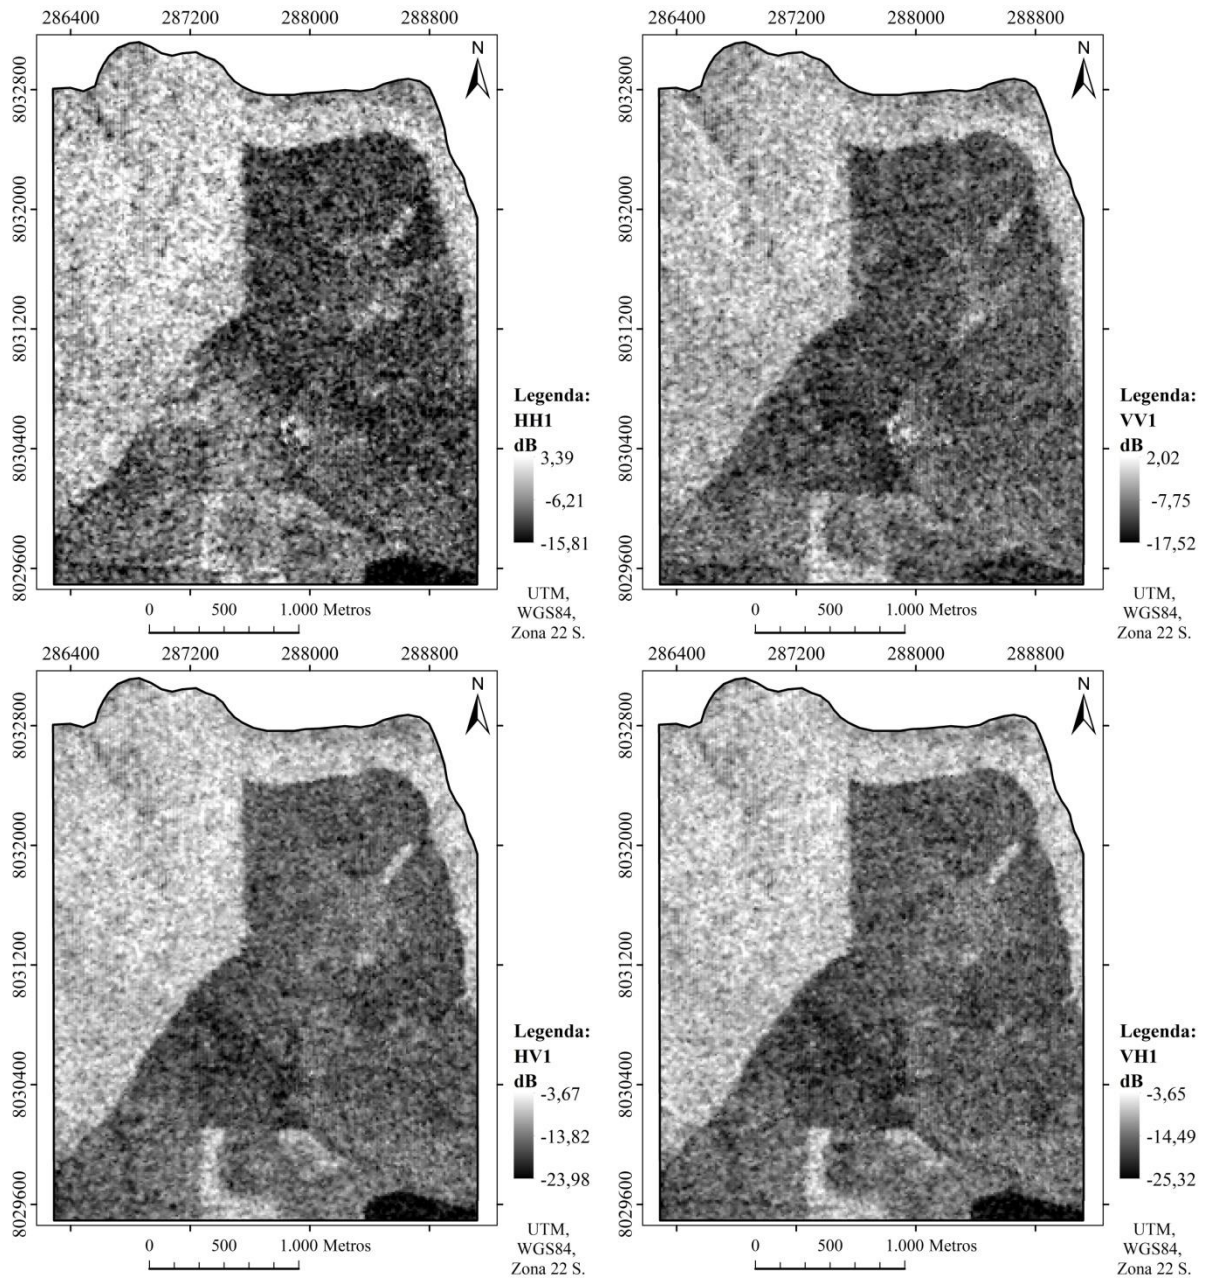 286400 287200 288000 288800
N
8032800
8032000
8031200
8030400
8029600
Legenda:
HH1
dB
3,39
-6,21
-15,81
0 500 1.000 Metros
UTM,
WGS84,
Zona 22 S.
286400 287200 288000 288800
N
8032800
8032000
8031200
8030400
8029600
Legenda:
VV1
dB
2,02
-7,75
-17,52
0 500 1.000 Metros
UTM,
WGS84,
Zona 22 S.
286400 287200 288000 288800
N
8032800
8032000
8031200
8030400
8029600
Legenda:
HV1
dB
-3,67
-13,82
-23,98
0 500 1.000 Metros
UTM,
WGS84,
Zona 22 S.
286400 287200 288000 288800
N
8032800
8032000
8031200
8030400
8029600
Legenda:
VH1
dB
-3,65
-14,49
-25,32
0 500 1.000 Metros
UTM,
WGS84,
Zona 22 S.